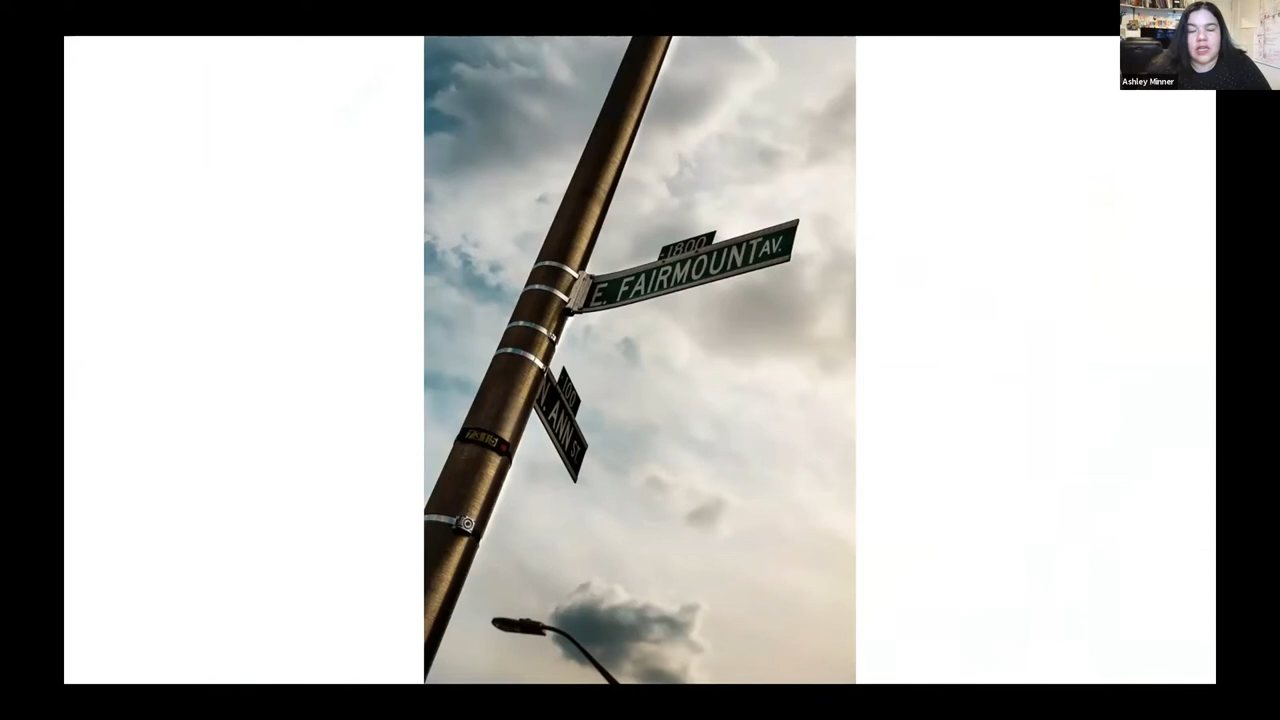 Ashley Minner
1800
E. FAIRMOUNT AV.
100
N. ANN ST.